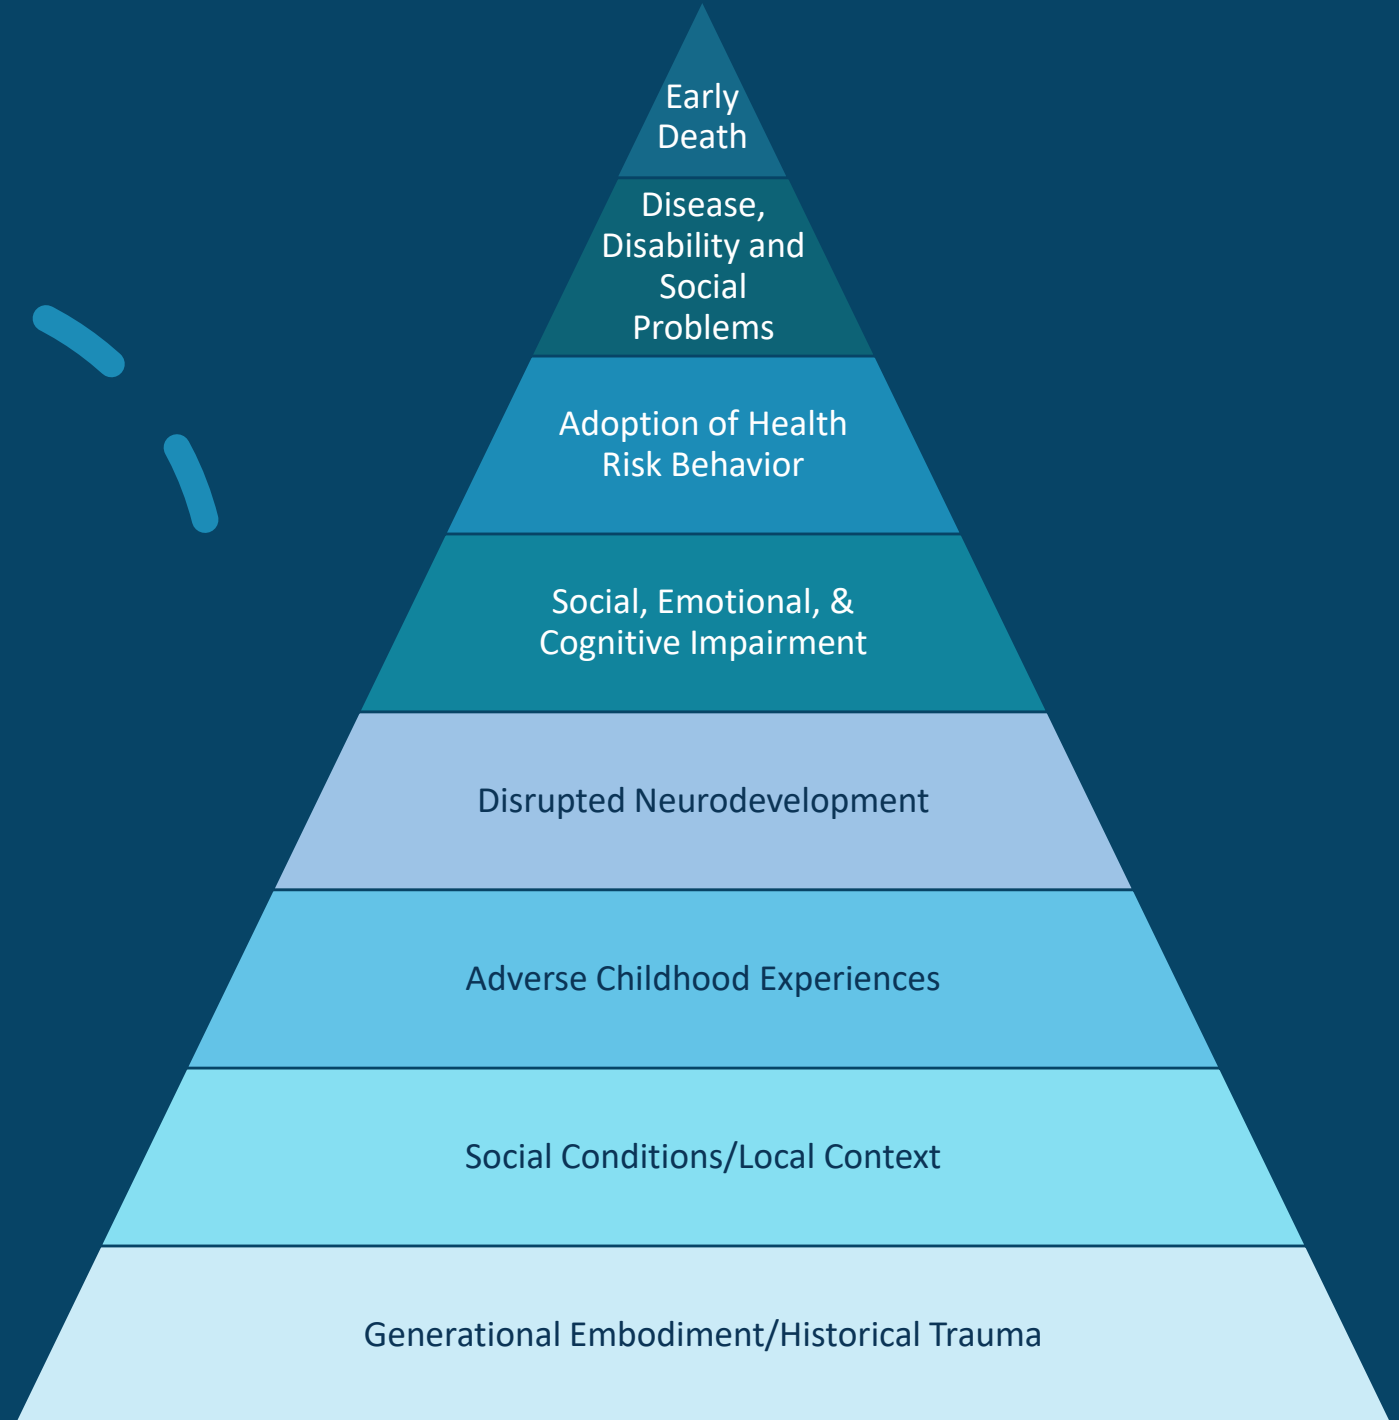 Early
Death
Disease,
Disability and
Social
Problems
Adoption of Health
Risk Behavior
Social, Emotional, &
Cognitive Impairment
Disrupted Neurodevelopment
Adverse Childhood Experiences
Social Conditions/Local Context
Generational Embodiment/Historical Trauma